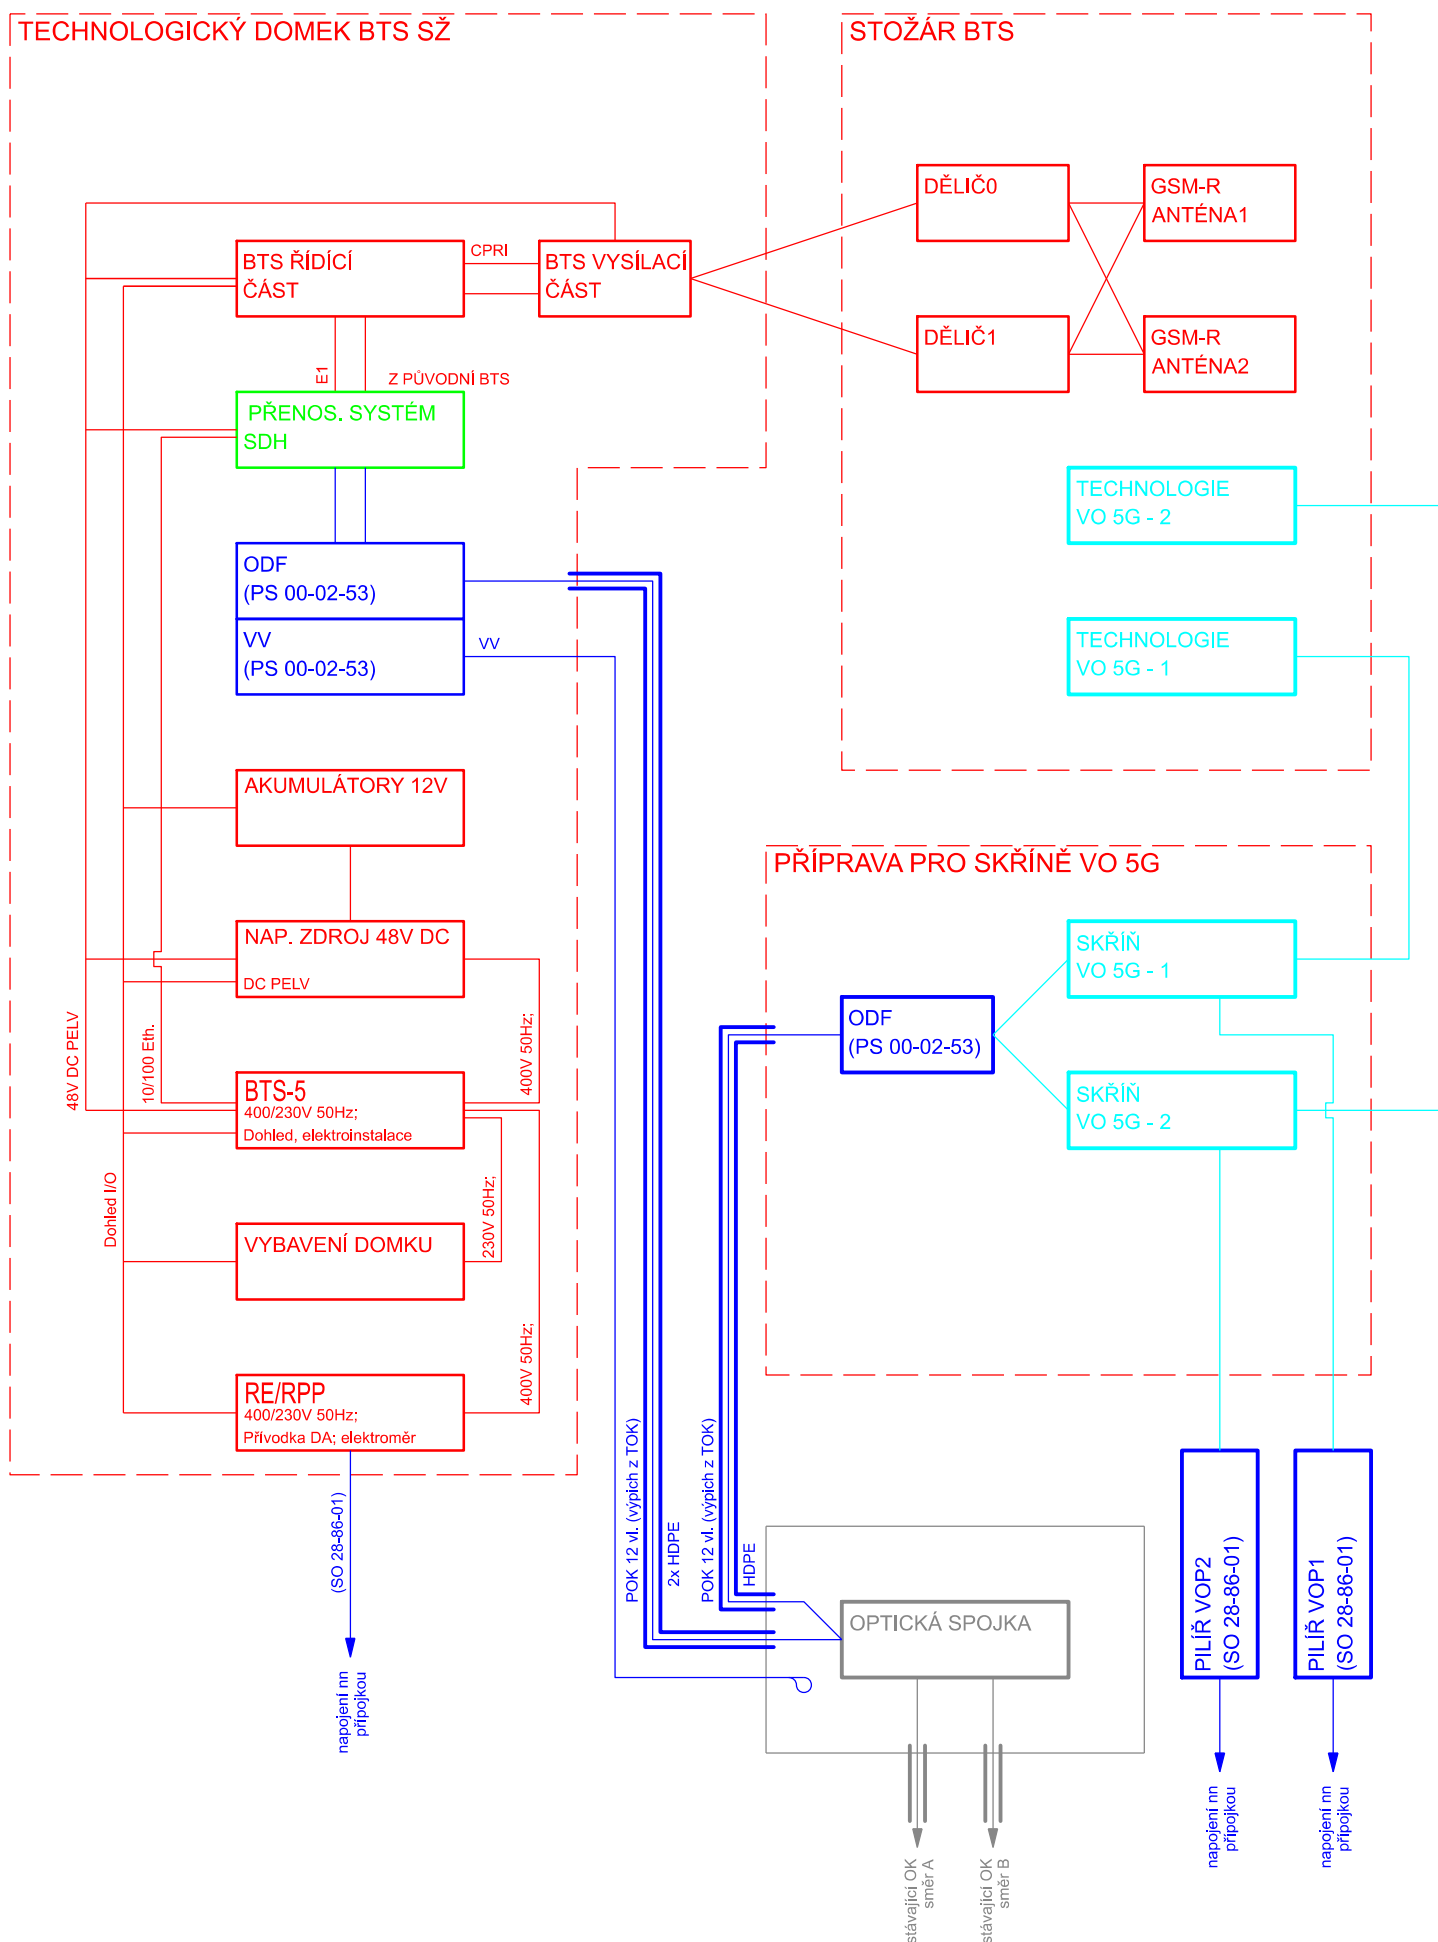 TECHNOLOGICKÝ DOMEK BTS SŽ
STOŽÁR BTS
DĚLIČ0
GSM-R
ANTÉNA1
BTS ŘÍDÍCÍ
ČÁST
CPRI
BTS VYSÍLACÍ
ČÁST
DĚLIČ1
GSM-R
ANTÉNA2
E1
Z PŮVODNÍ BTS
PŘENOS. SYSTÉM
SDH
TECHNOLOGIE
VO 5G - 2
ODF
(PS 00-02-53)
VV
(PS 00-02-53)
VV
TECHNOLOGIE
VO 5G - 1
AKUMULÁTORY 12V
PŘÍPRAVA PRO SKŘÍNĚ VO 5G
NAP. ZDROJ 48V DC
DC PELV
SKŘÍŇ
VO 5G - 1
ODF
(PS 00-02-53)
48V DC PELV
10/100 Eth.
400V 50Hz;
BTS-5
400/230V 50Hz;
Dohled, elektroinstalace
SKŘÍŇ
VO 5G - 2
Dohled I/O
230V 50Hz;
VYBAVENÍ DOMKU
400V 50Hz;
RE/RPP
400/230V 50Hz;
Přívodka DA; elektroměr
(SO 28-86-01)
napojení nn
přípojkou
POK 12 vl. (výpich z TOK)
2x HDPE
POK 12 vl. (výpich z TOK)
HDPE
OPTICKÁ SPOJKA
PILÍŘ VOP2
(SO 28-86-01)
PILÍŘ VOP1
(SO 28-86-01)
napojení nn
přípojkou
napojení nn
přípojkou
stávající OK
směr A
stávající OK
směr B